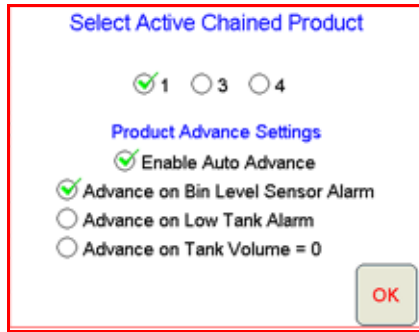 Select Active Chained Product
1 3 4
Product Advance Settings
Enable Auto Advance
Advance on Bin Level Sensor Alarm
Advance on Low Tank Alarm
Advance on Tank Volume = 0
OK